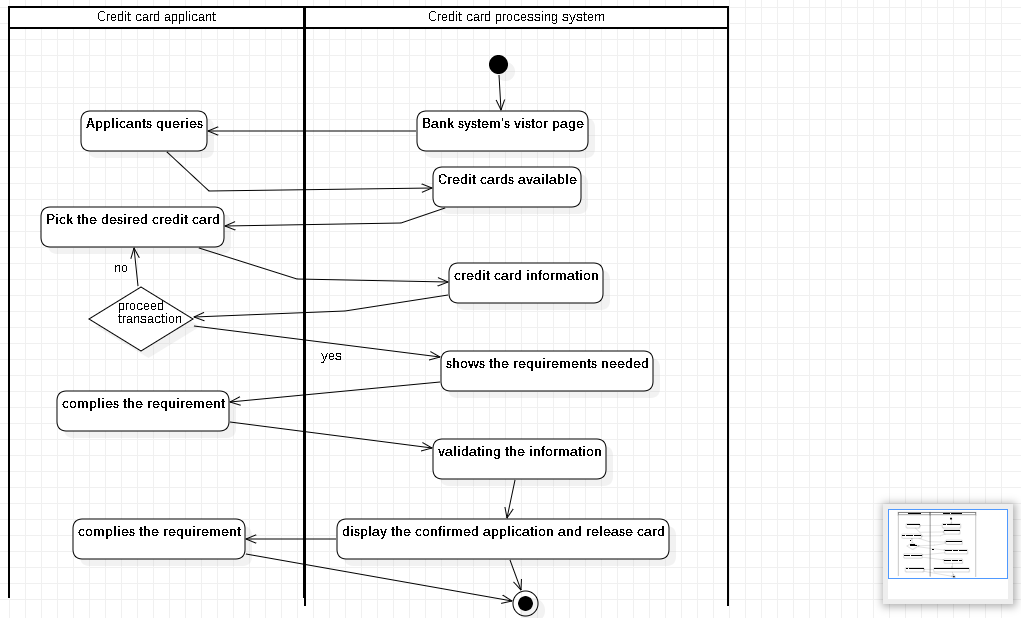 Credit card applicant
Credit card processing system
Applicants queries
Bank system's vistor page
Credit cards available
Pick the desired credit card
no
credit card information
proceed
transaction
yes
shows the requirements needed
complies the requirement
validating the information
complies the requirement
display the confirmed application and release card